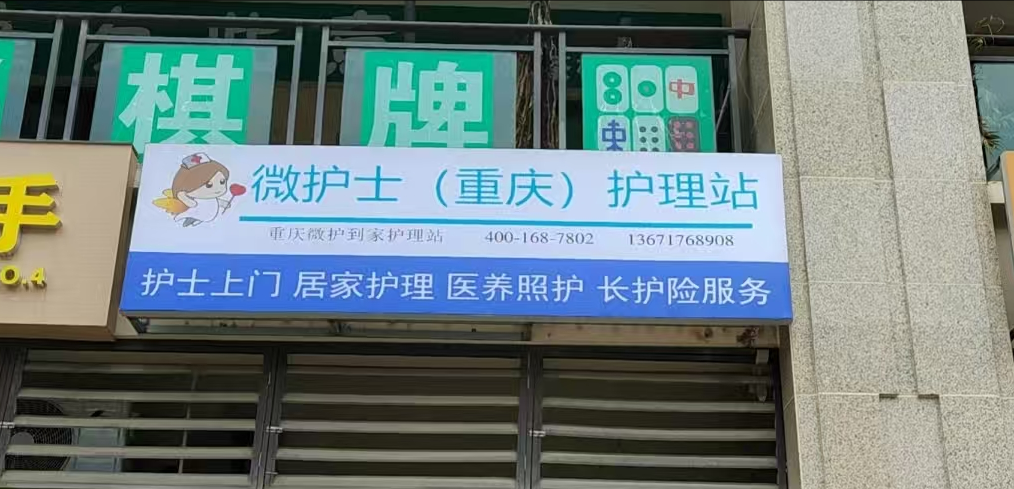 棋牌
中
手
O.4
微护士（重庆）护理站
重庆微护到家护理站 400-168-7802 13671768908
护士上门 居家护理 医养照护 长护险服务